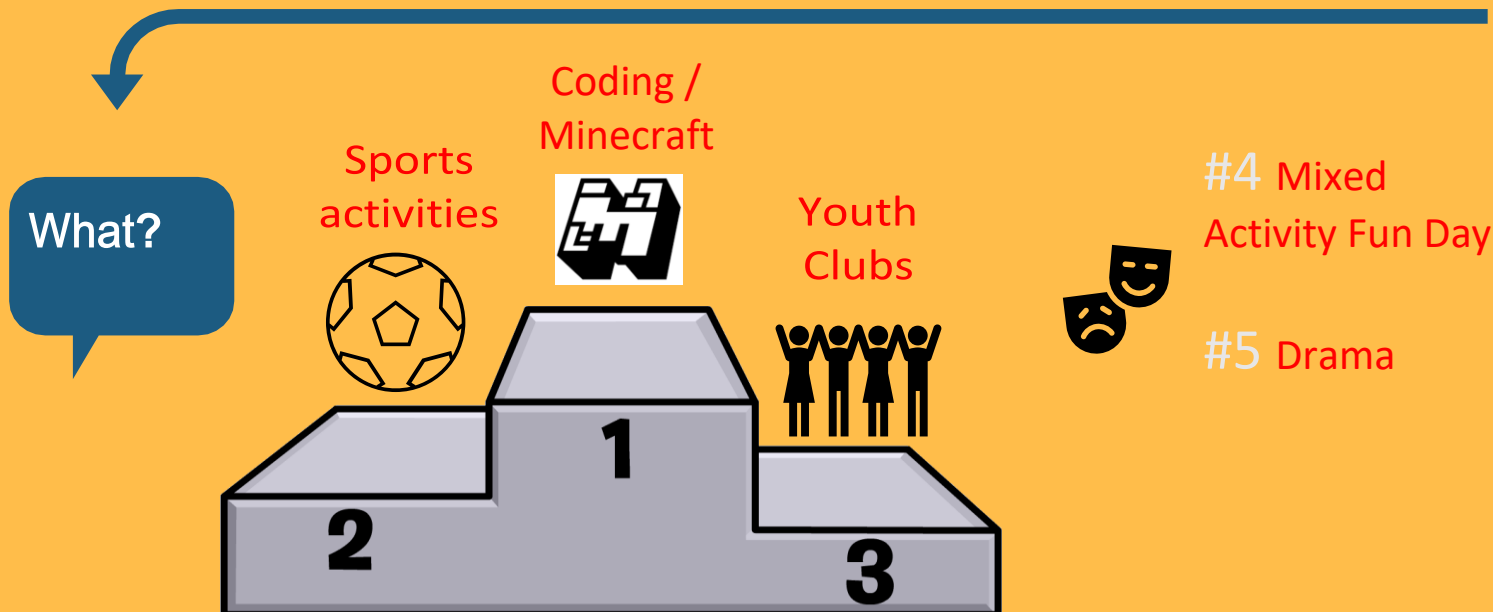 What?
Sports
activities
Coding /
Minecraft
Youth
Clubs
#4 Mixed
Activity Fun Day
#5 Drama
1
2
3